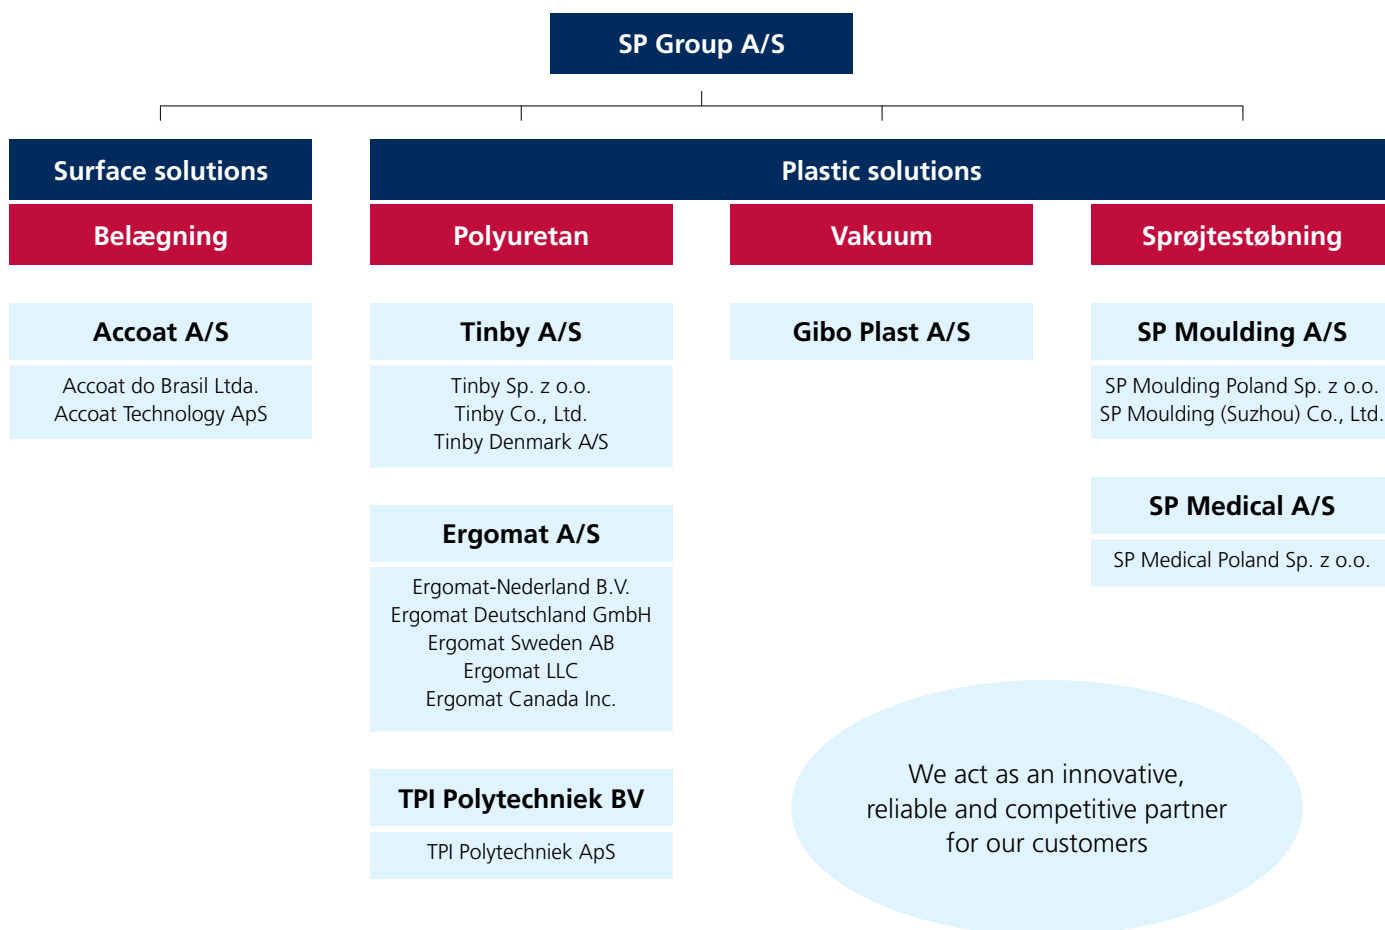 SP Group A/S
Surface solutions
Plastic solutions
Belægning
Polyuretan
Vakuum
Sprøjtestøbning
Accoat A/S
Accoat do Brasil Ltda.
Accoat Technology ApS
Tinby A/S
Tinby Sp. z o.o.
Tinby Co., Ltd.
Tinby Denmark A/S
Ergomat A/S
Ergomat-Nederland B.V.
Ergomat Deutschland GmbH
Ergomat Sweden AB
Ergomat LLC
Ergomat Canada Inc.
TPI Polytechniek BV
TPI Polytechniek ApS
Gibo Plast A/S
SP Moulding A/S
SP Moulding Poland Sp. z o.o.
SP Moulding (Suzhou) Co., Ltd.
SP Medical A/S
SP Medical Poland Sp. z o.o.
We act as an innovative,
reliable and competitive partner
for our customers